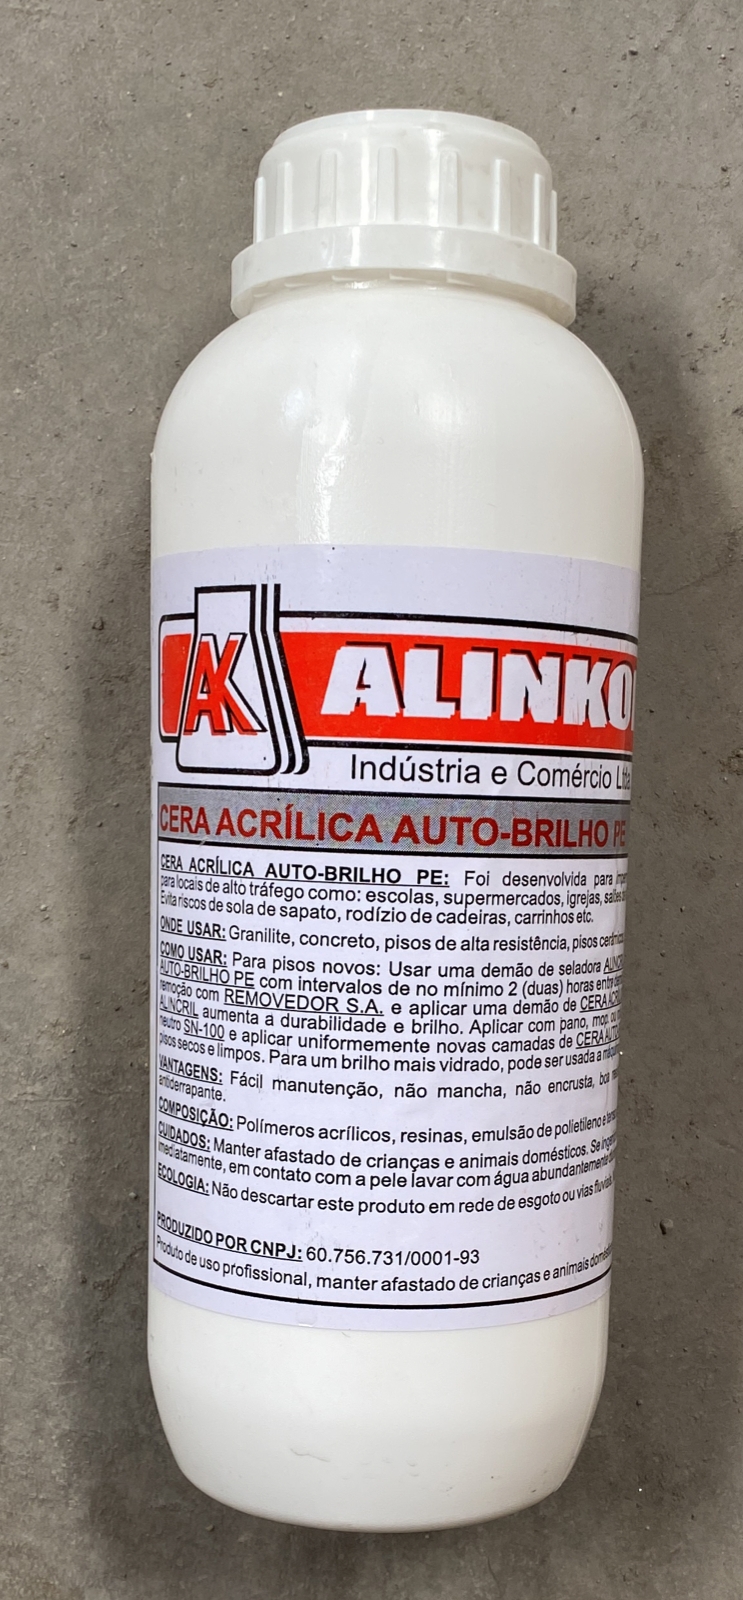 AK ALINKO
Indústria e Comércio Ltda
CERA ACRÍLICA AUTO-BRILHO PE
CERA ACRÍLICA AUTO-BRILHO PE: Foi desenvolvida para
para locais de alto tráfego como: escolas, supermercados, igrejas,
Evita riscos de sola de sapato, rodízio de cadeiras, carrinhos etc.
ONDE USAR: Granilite, concreto, pisos de alta resistência, pisos
COMO USAR: Para pisos novos: Usar uma demão de seladora
AUTO-BRILHO PE com intervalos de no mínimo 2 (duas) horas entre
remoção com REMOVEDOR S.A. e aplicar uma demão de CERA
ALINCRIL aumenta a durabilidade e brilho. Aplicar com pano, mop, ou
neutro SN-100 e aplicar uniformemente novas camadas de CERA
pisos secos e limpos. Para um brilho mais vidrado, pode ser usada a
VANTAGENS: Fácil manutenção, não mancha, não encrusta, boa
antiderrapante.
COMPOSIÇÃO: Polímeros acrílicos, resinas, emulsão de polietileno e
CUIDADOS: Manter afastado de crianças e animais domésticos. Se
imediatamente, em contato com a pele lavar com água abundantemente
ECOLOGIA: Não descartar este produto em rede de esgoto ou vias fluviais.
PRODUZIDO POR CNPJ: 60.756.731/0001-93
Produto de uso profissional, manter afastado de crianças e animais